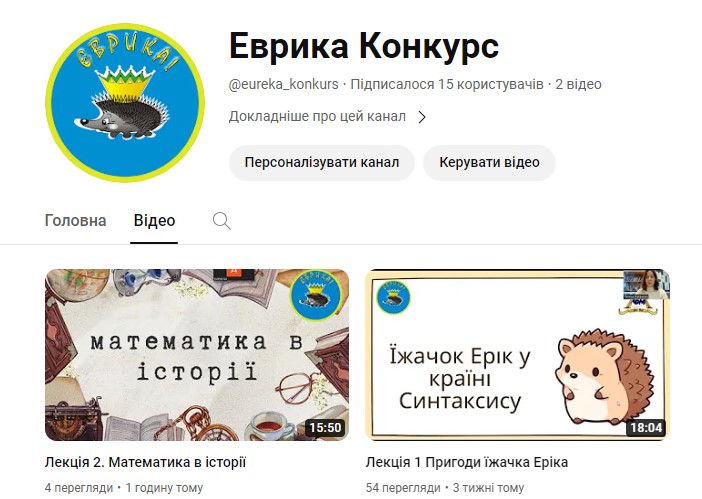 ЄВРИКА!
Еврика Конкурс
@eureka_konkurs · Підписалося 15 користувачів · 2 відео
Докладніше про цей канал
Персоналізувати канал
Керувати відео
Головна
Відео
ЄВРИКА!
математика в
історії
15:50
Їжачок Ерік у
країні
Синтаксису
18:04
Лекція 2. Математика в історії
4 перегляди • 1 годину тому
Лекція 1 Пригоди їжачка Еріка
54 перегляди • 3 тижні тому